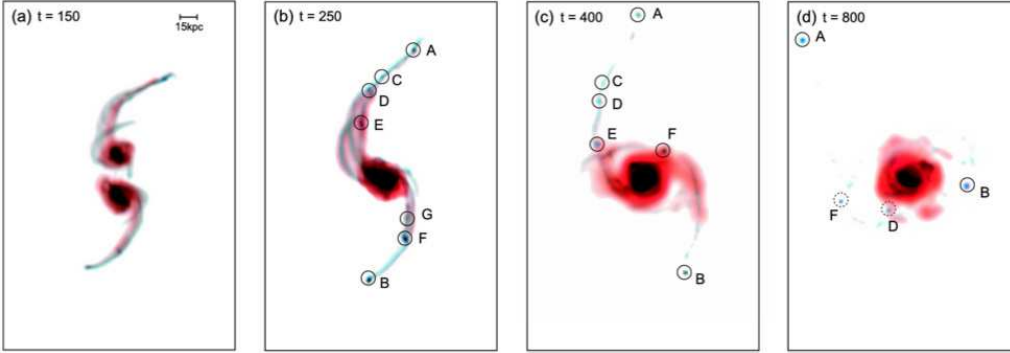 (a) t = 150
15kpc
(b) t = 250
A
C
D
E
G
F
B
(c) t = 400
A
C
D
E
F
B
(d) t = 800
A
B
F
D